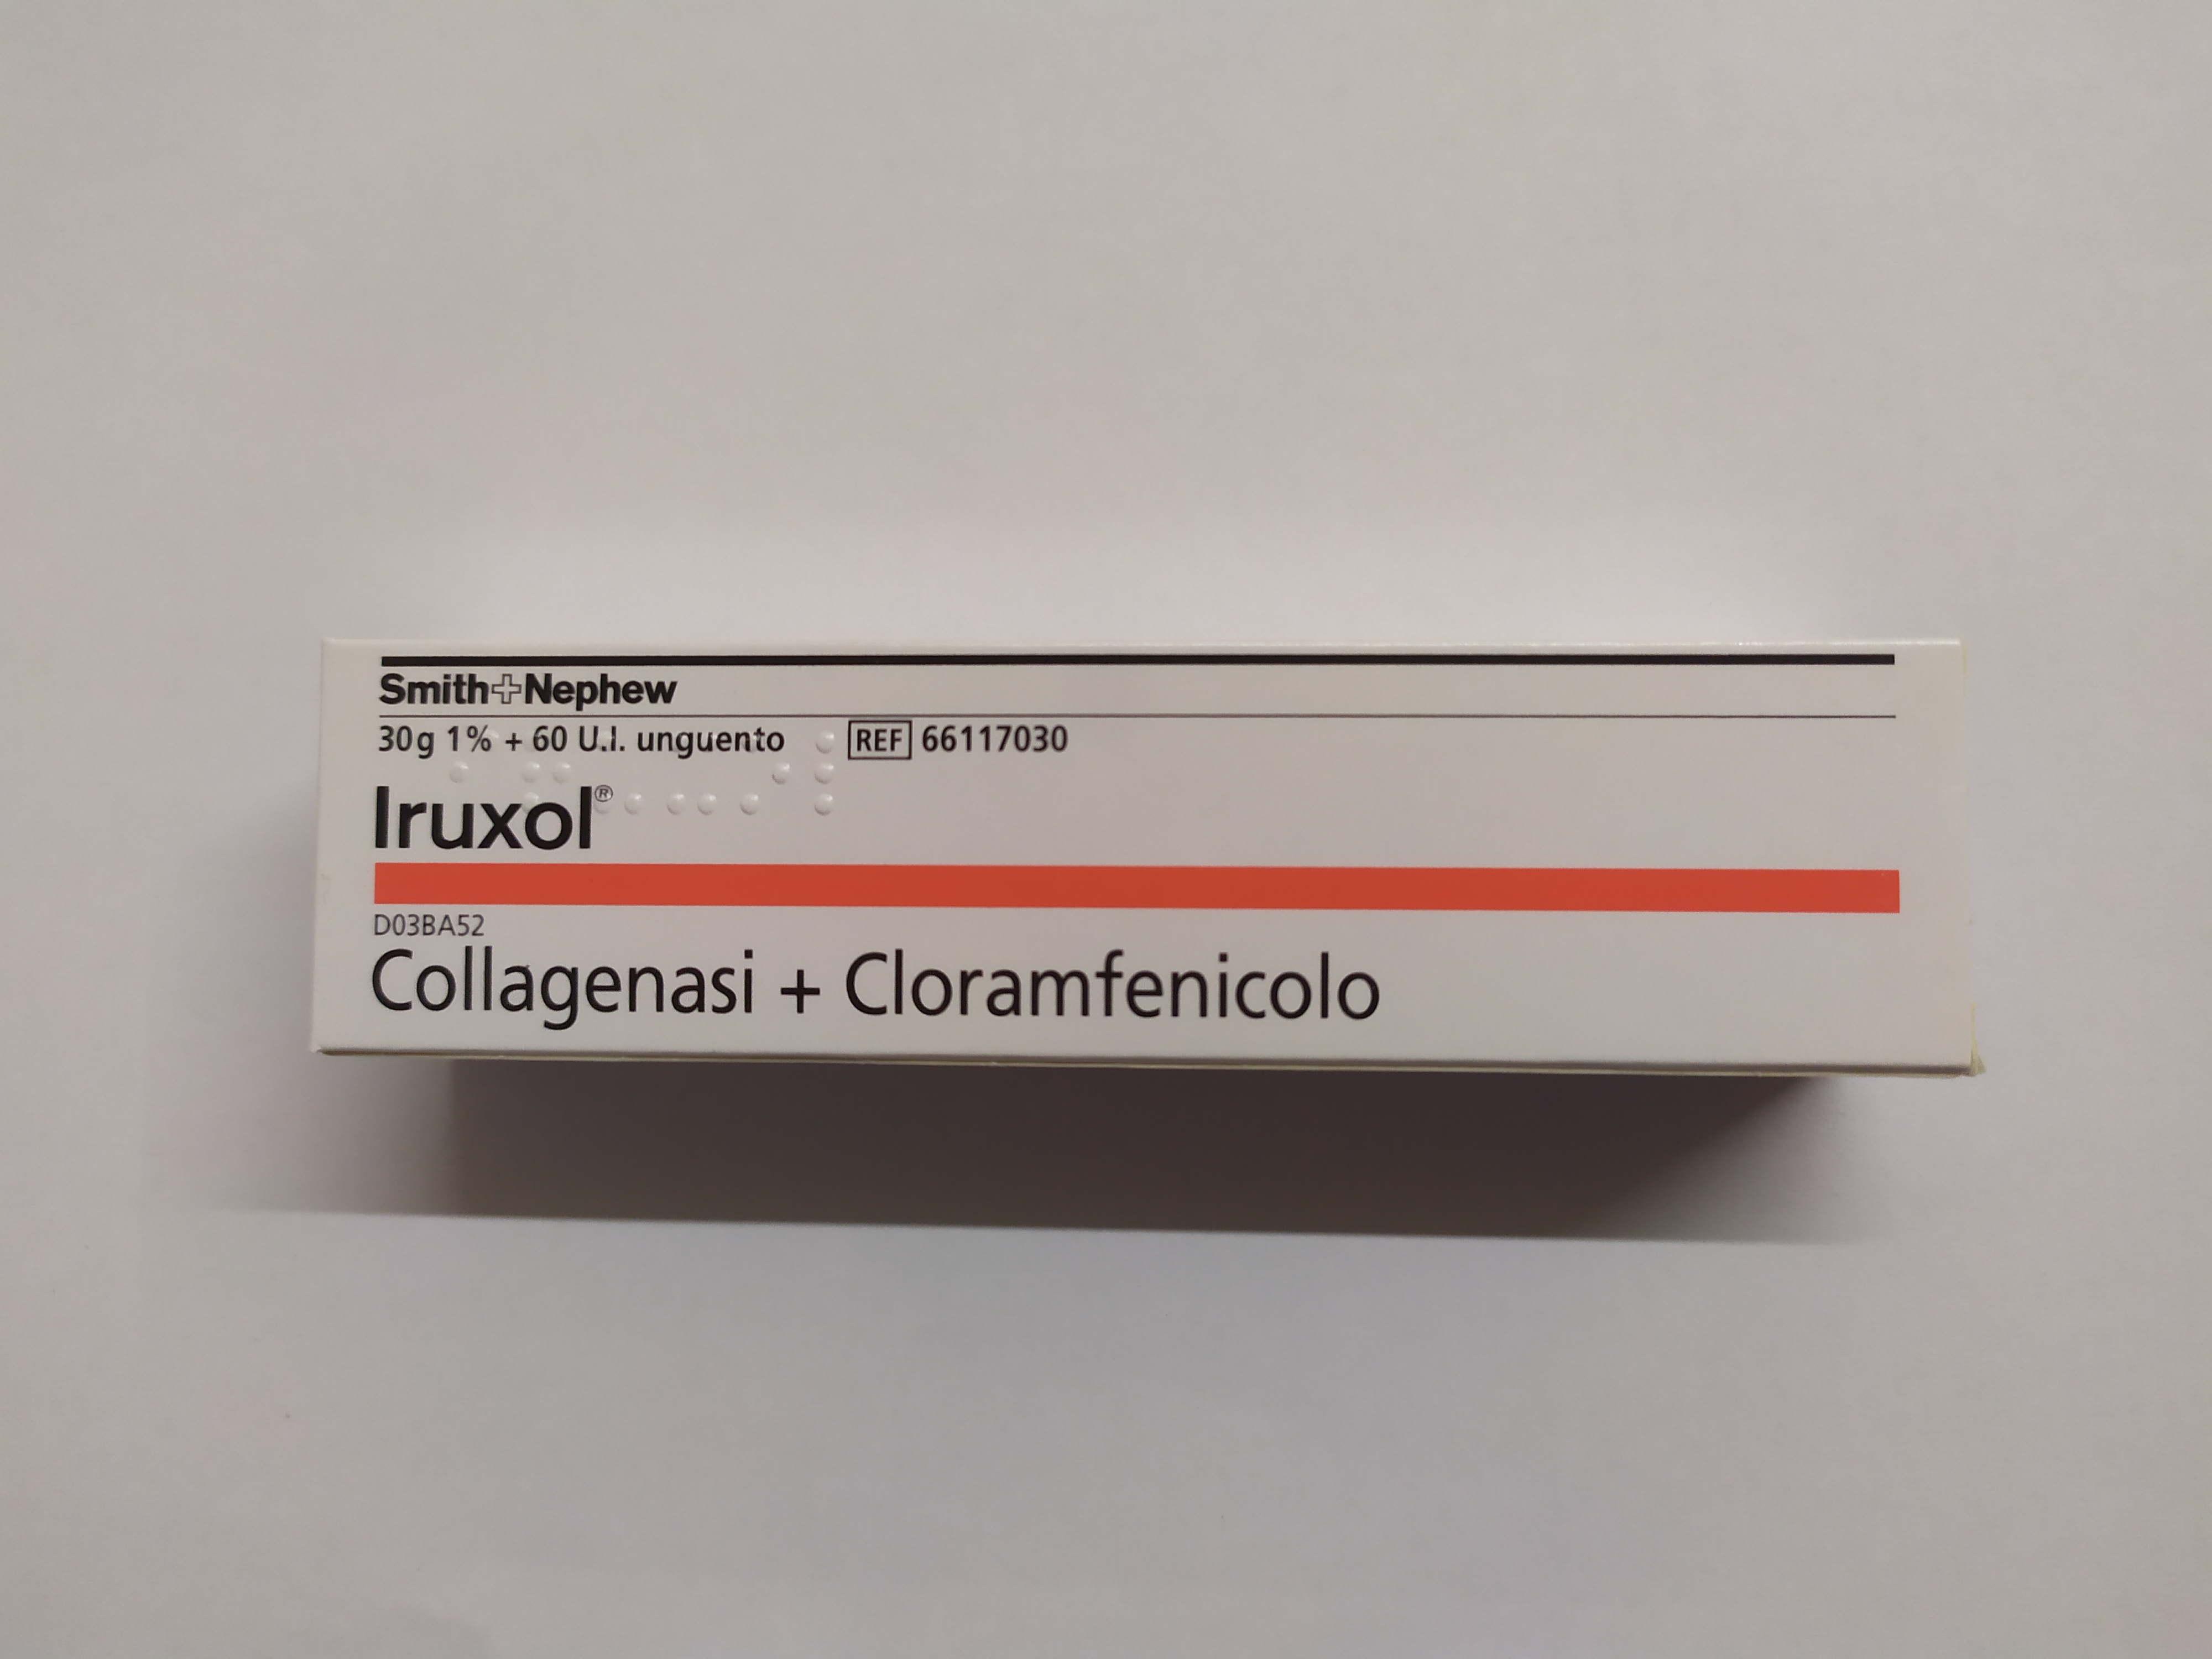 Smith+Nephew
30g 1% + 60 U.I. unguento REF 66117030
Iruxol®
D03BA52
Collagenasi + Cloramfenicolo